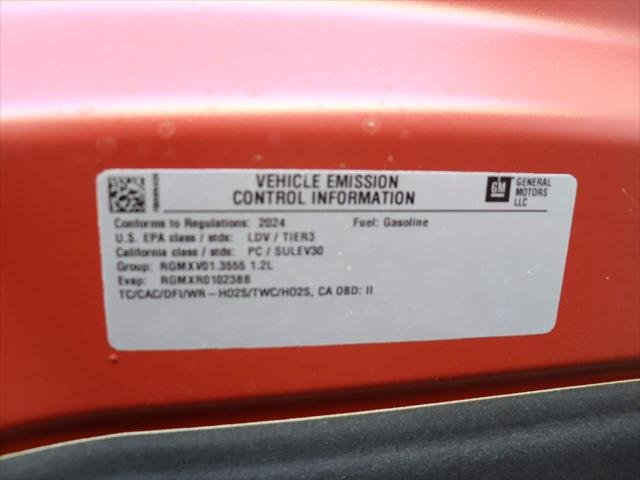 VEHICLE EMISSION
CONTROL INFORMATION
GM GENERAL MOTORS LLC
Conforms to Regulations: 2024 Fuel: Gasoline
U.S. EPA class / stds: LDV / TIER3
California class / stds: PC / SULEV30
Group: RGMXV01.3555 1.2L
Evap: RGMXR0102388
TC/CAC/DFI/WR-HO2S/TWC/HO2S, CA OBD: II